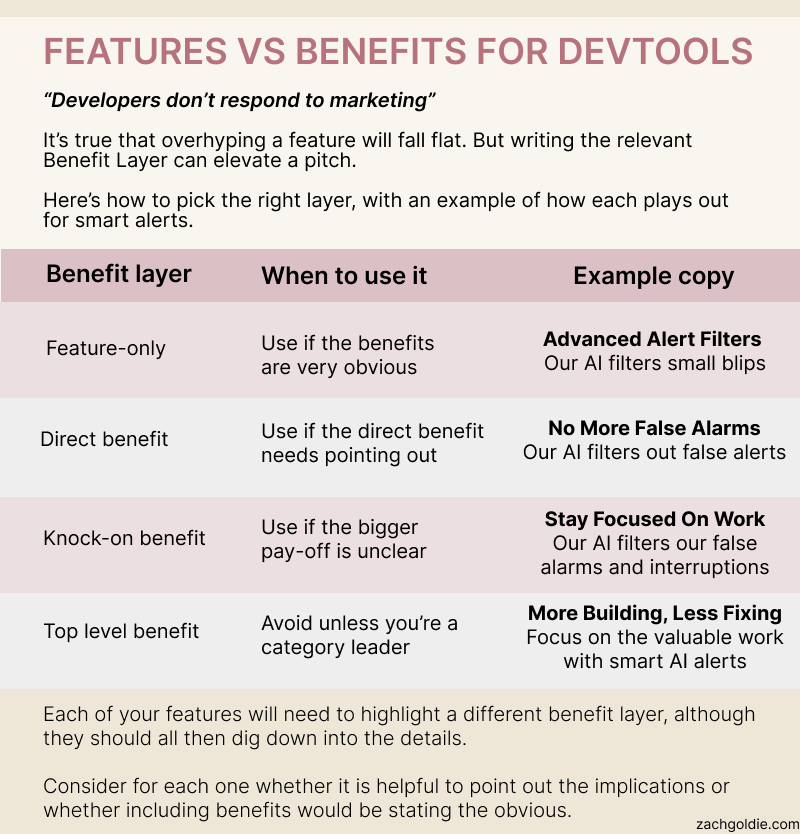 FEATURES VS BENEFITS FOR DEVTOOLS
“Developers don’t respond to marketing”
It’s true that overhyping a feature will fall flat. But writing the relevant
Benefit Layer can elevate a pitch.
Here’s how to pick the right layer, with an example of how each plays out
for smart alerts.
Benefit layer
When to use it
Example copy
Feature-only
Use if the benefits
are very obvious
Advanced Alert Filters
Our AI filters small blips
Direct benefit
Use if the direct benefit
needs pointing out
No More False Alarms
Our AI filters out false alerts
Knock-on benefit
Use if the bigger
pay-off is unclear
Stay Focused On Work
Our AI filters our false
alarms and interruptions
Top level benefit
Avoid unless you’re a
category leader
More Building, Less Fixing
Focus on the valuable work
with smart AI alerts
Each of your features will need to highlight a different benefit layer, although
they should all then dig down into the details.
Consider for each one whether it is helpful to point out the implications or
whether including benefits would be stating the obvious.
zachgoldie.com